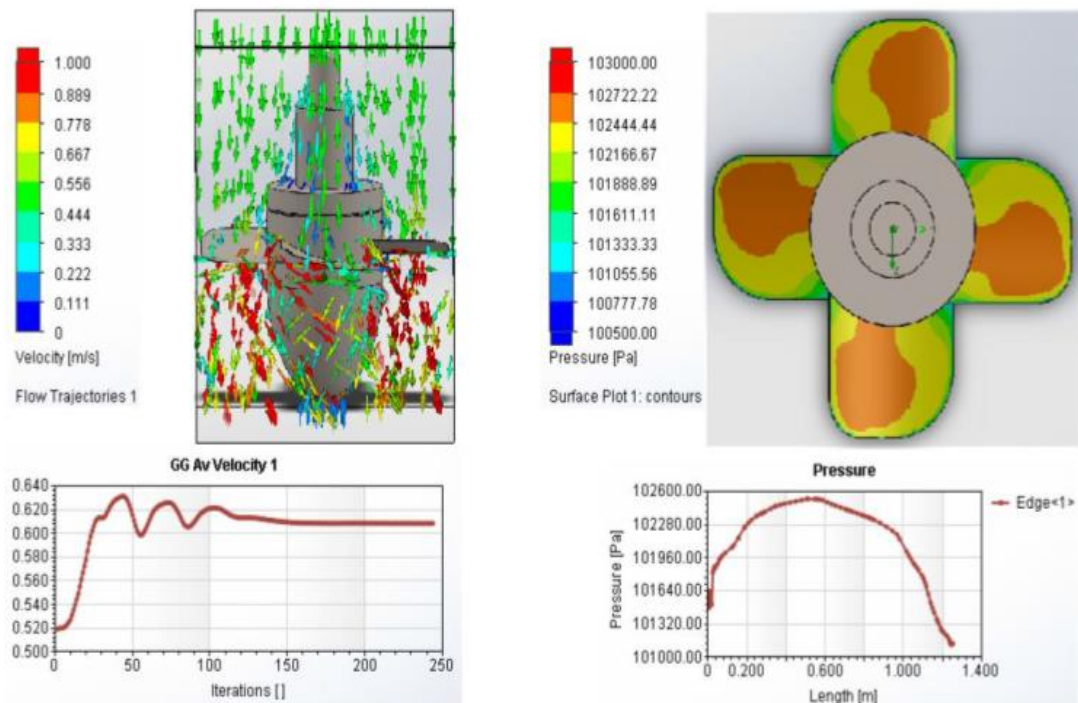 1.000
0.889
0.778
0.667
0.556
0.444
0.333
0.222
0.111
0
Velocity [m/s]
Flow Trajectories 1
103000.00
102722.22
102444.44
102166.67
101888.89
101611.11
101333.33
101055.56
100777.78
100500.00
Pressure [Pa]
Surface Plot 1: contours
GG Av Velocity 1
0.640
0.620
0.600
0.580
0.560
0.540
0.520
0.500
0 50 100 150 200 250
Iterations [ ]
Pressure
102600.00
102280.00
101960.00
101640.00
101320.00
101000.00
Pressure [Pa]
0 0.200 0.600 1.000 1.400
Length [m]
Edge<1>